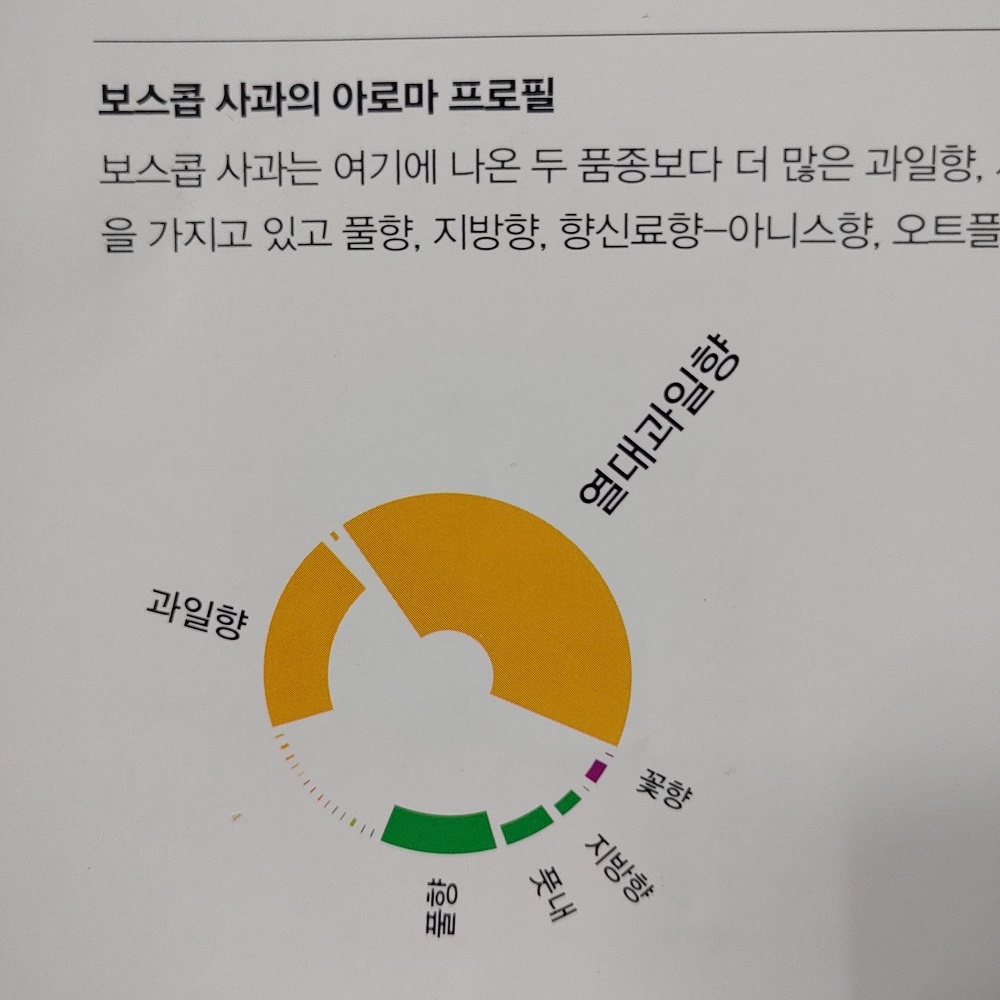 보스콥 사과의 아로마 프로필
보스콥 사과는 여기에 나온 두 품종보다 더 많은 과일향,
을 가지고 있고 풀향, 지방향, 향신료향–아니스향, 오트플
열대과일향
과일향
꽃향
지방향
풋내
풀향